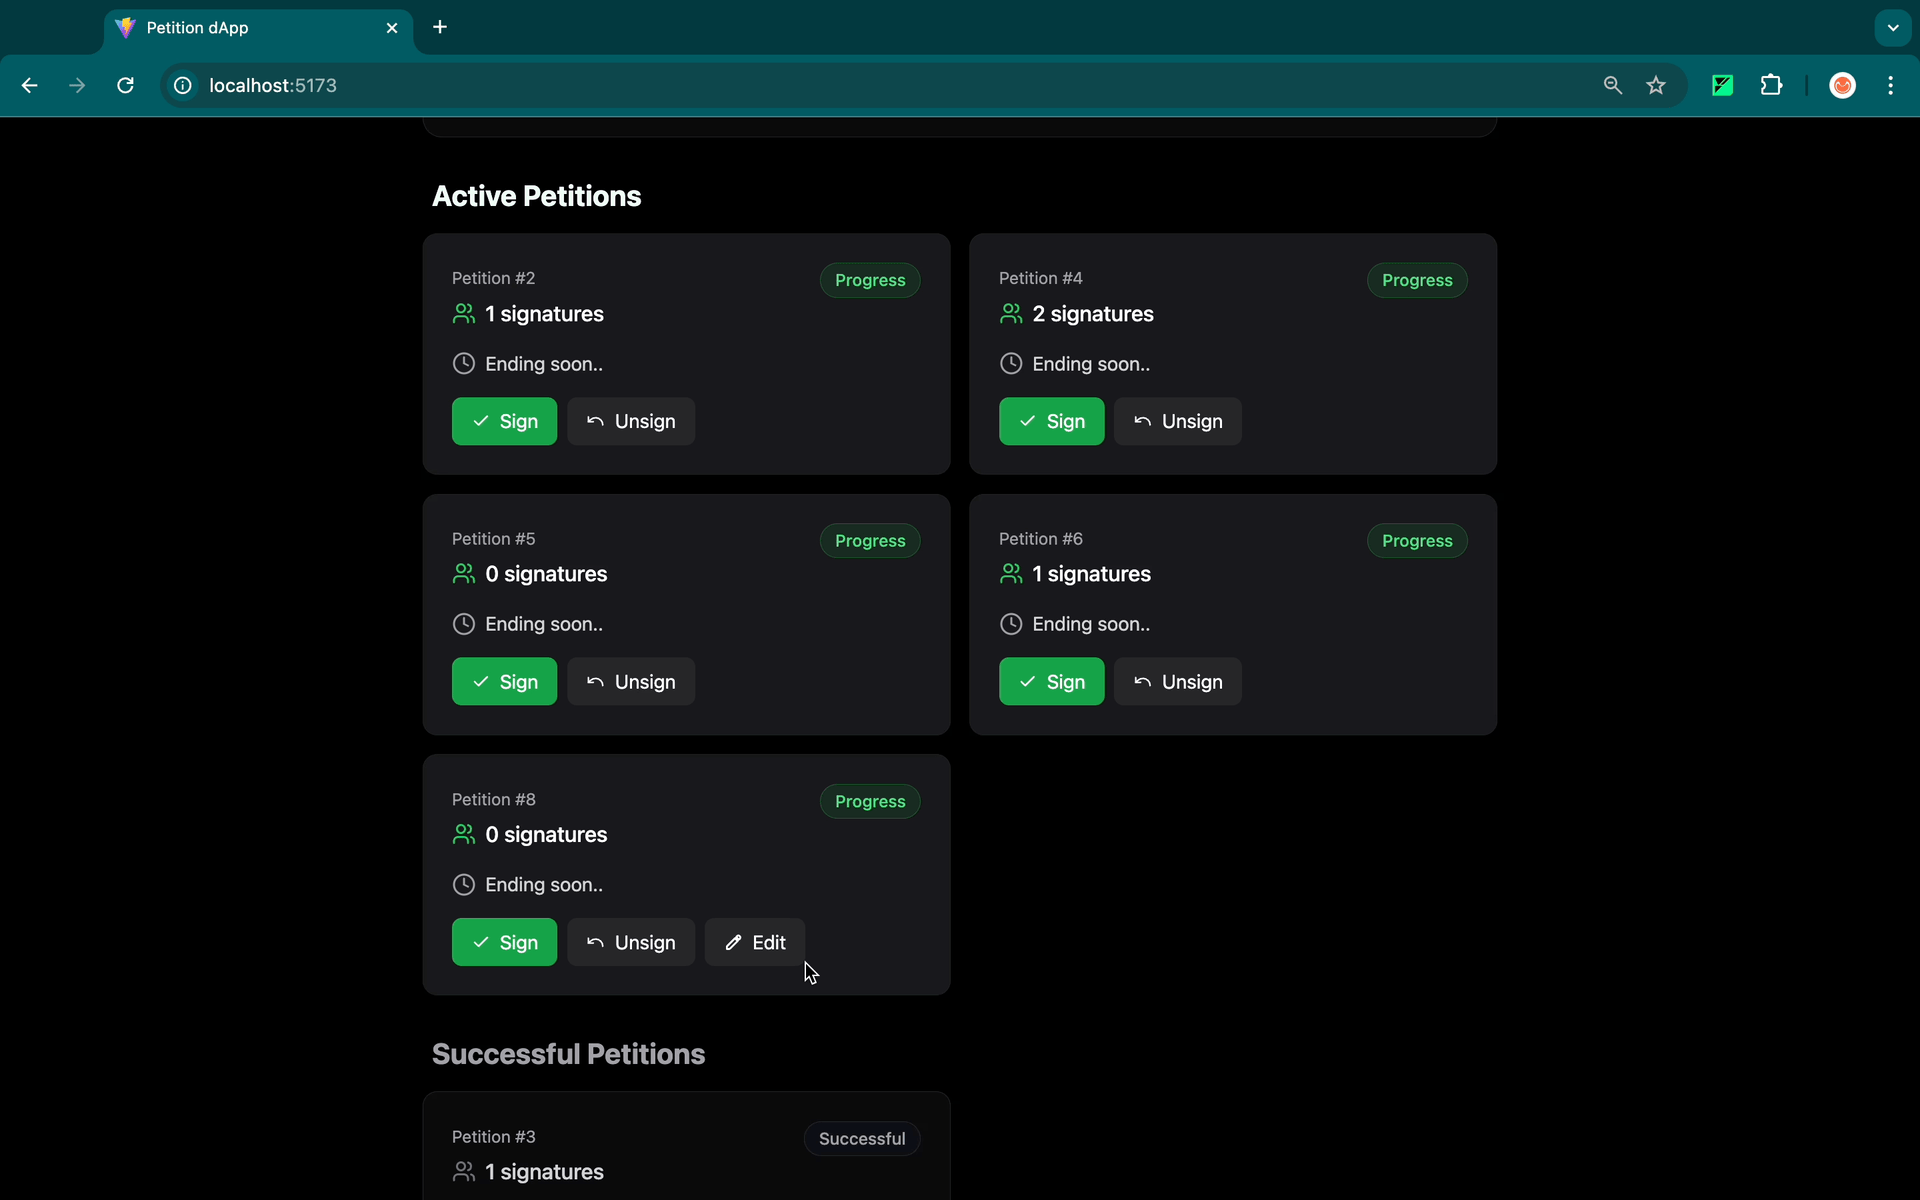 Petition dApp
localhost:5173
Active Petitions
Petition #2
Progress
1 signatures
Ending soon..
Sign
Unsign
Petition #4
Progress
2 signatures
Ending soon..
Sign
Unsign
Petition #5
Progress
0 signatures
Ending soon..
Sign
Unsign
Petition #6
Progress
1 signatures
Ending soon..
Sign
Unsign
Petition #8
Progress
0 signatures
Ending soon..
Sign
Unsign
Edit
Successful Petitions
Petition #3
Successful
1 signatures